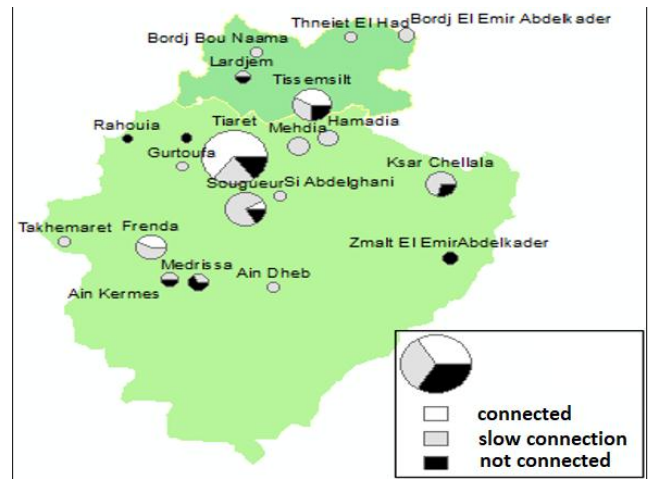 Thneiet El Had
Bordj El Emir Abdelkader
Bordj Bou Naama
Lardjem
Tissemsilt
Rahouia
Tiaret
Mehdia
Hamadia
Gurtoufa
Ksar Chellala
Sougueur
Si Abdelghani
Takhemaret
Frenda
Zmalt El EmirAbdelkader
Medrissa
Ain Dheb
Ain Kermes
connected
slow connection
not connected